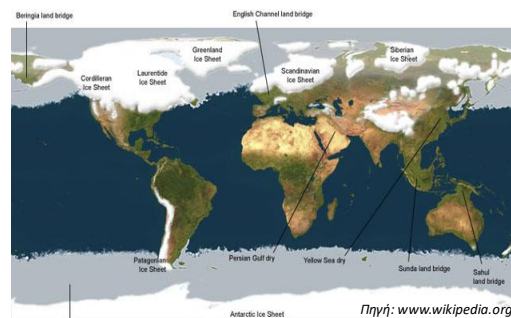 Beringia land bridge
English Channel land bridge
Greenland
Ice Sheet
Siberian
Ice Sheet
Cordilleran
Ice Sheet
Laurentide
Ice Sheet
Scandinavian
Ice Sheet
Patagonian
Ice Sheet
Persian Gulf dry
Yellow Sea dry
Sunda land bridge
Sahul
land bridge
Antarctic Ice Sheet
Πηγή: www.wikipedia.org